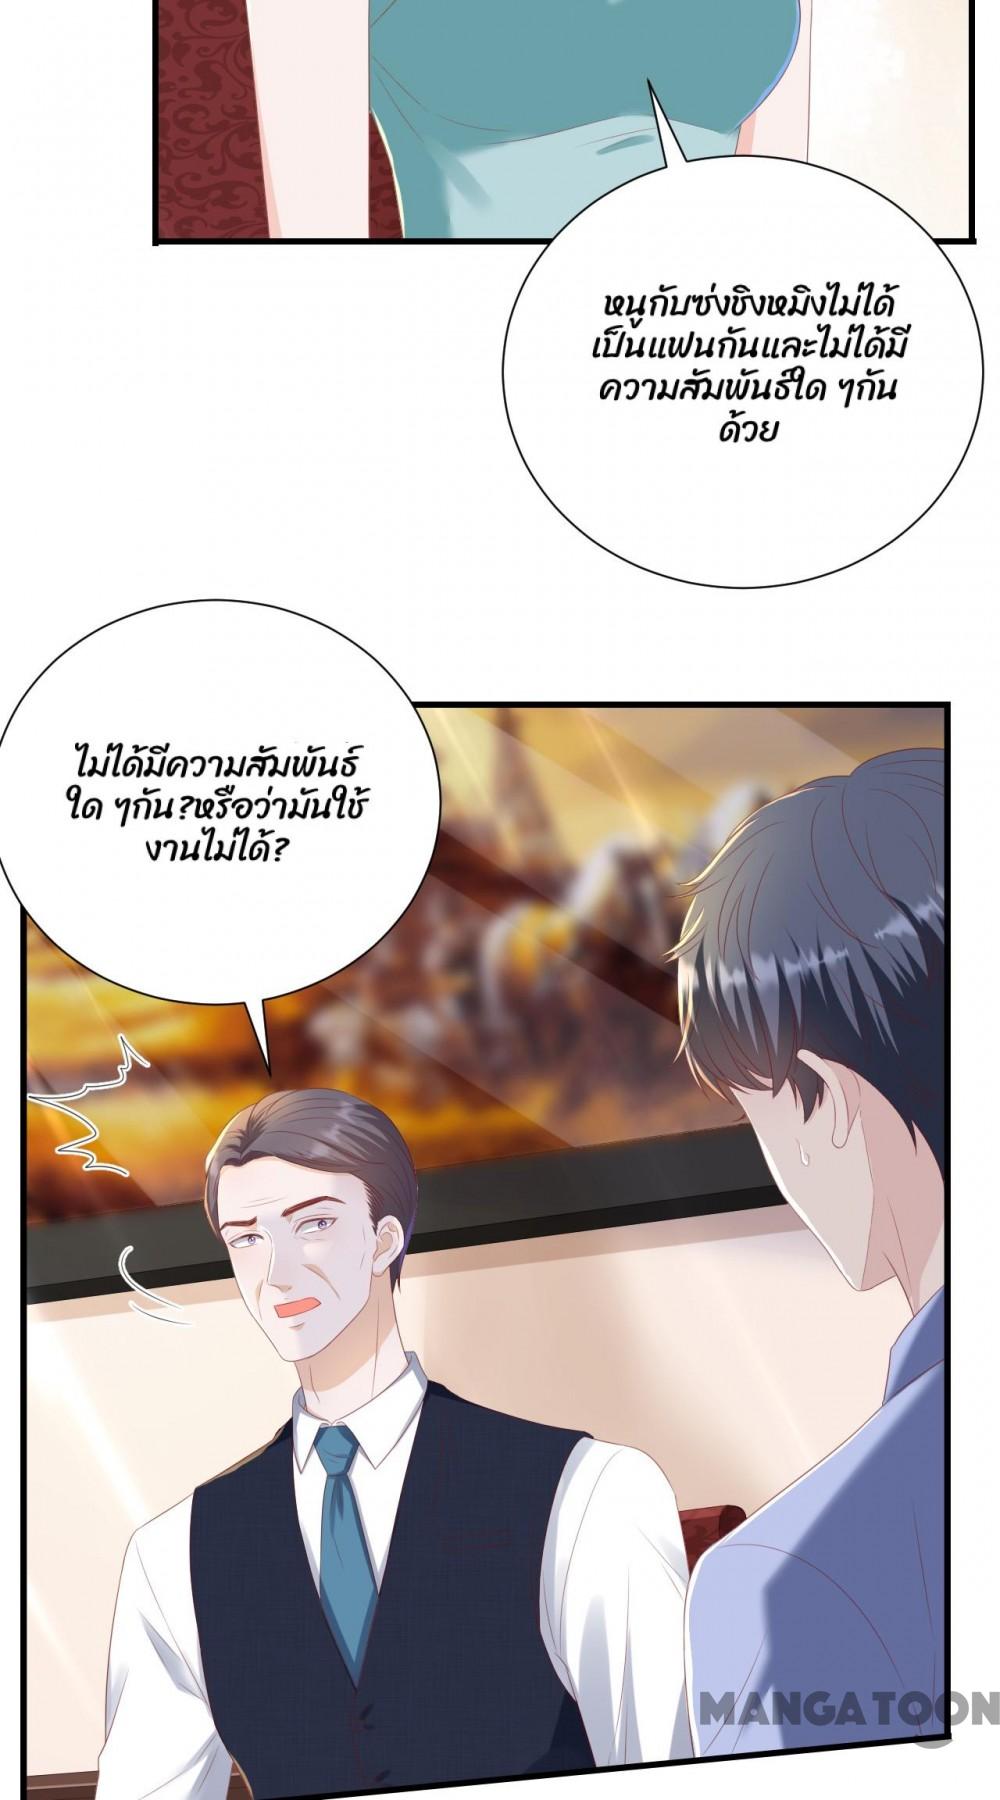 หนูกับซ่งชิงหมิงไม่ได้
เป็นแฟนกันและไม่ได้มี
ความสัมพันธ์ใด ๆกัน
ด้วย
ไม่ได้มีความสัมพันธ์
ใด ๆกัน?หรือว่ามันใช้
งานไม่ได้?
MANGATOON